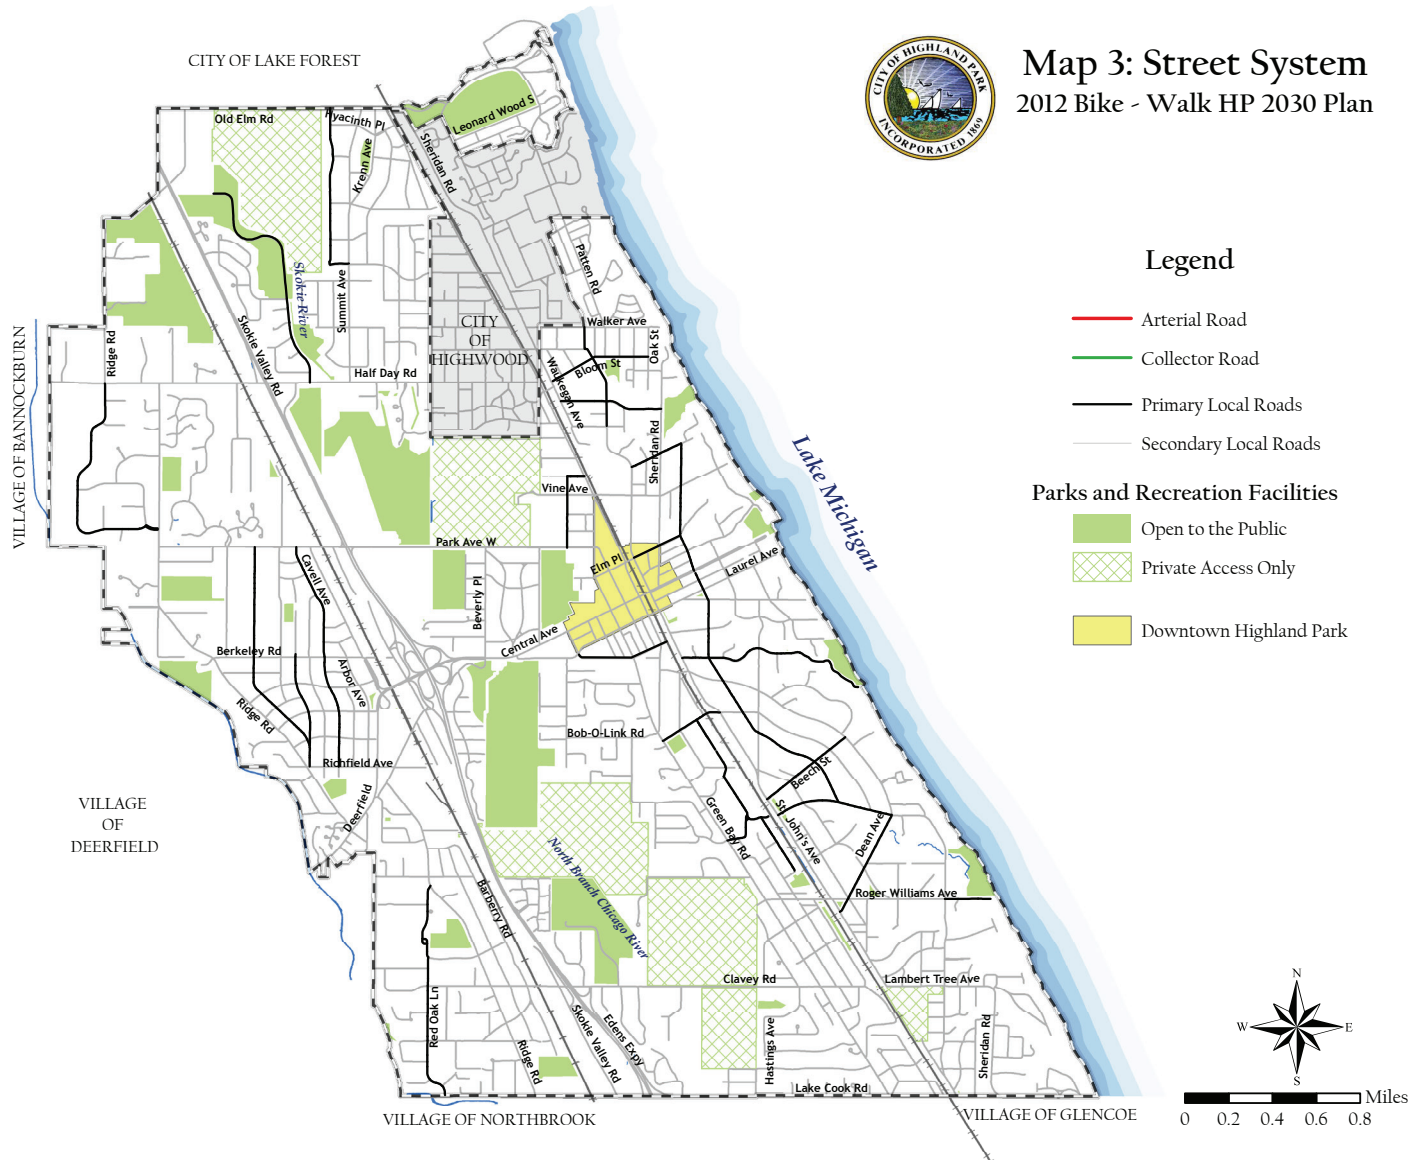 CITY OF LAKE FOREST
CITY OF HIGHLAND PARK
INCORPORATED 1869
Map 3: Street System
2012 Bike - Walk HP 2030 Plan
Leonard Wood S
Old Elm Rd
Hyacinth Pl
Krenn Ave
Sheridan Rd
Patten Rd
Skokie River
Summit Ave
Legend
Arterial Road
Collector Road
Primary Local Roads
Secondary Local Roads
Parks and Recreation Facilities
Open to the Public
Private Access Only
Downtown Highland Park
VILLAGE OF BANNOCKBURN
Ridge Rd
Skokie Valley Rd
CITY
OF
HIGHWOOD
Walker Ave
Oak St
Bloom St
Waukegan Ave
Half Day Rd
Sheridan Rd
Lake Michigan
Vine Ave
Park Ave W
Elm Pl
Laurel Ave
Cavell Ave
Beverly Pl
Central Ave
Berkeley Rd
Arbor Ave
Ridge Rd
Bob-O-Link Rd
Richfield Ave
Beech St
VILLAGE
OF
DEERFIELD
Deerfield
Green Bay Rd
St John's Ave
Dean Ave
North Branch Chicago River
Barberry Rd
Roger Williams Ave
Clavey Rd
Lambert Tree Ave
Red Oak Ln
Ridge Rd
Skokie Valley Rd
Edens Expy
Hastings Ave
Sheridan Rd
Lake Cook Rd
N
W
E
S
Miles
0 0.2 0.4 0.6 0.8
VILLAGE OF NORTHBROOK
VILLAGE OF GLENCOE